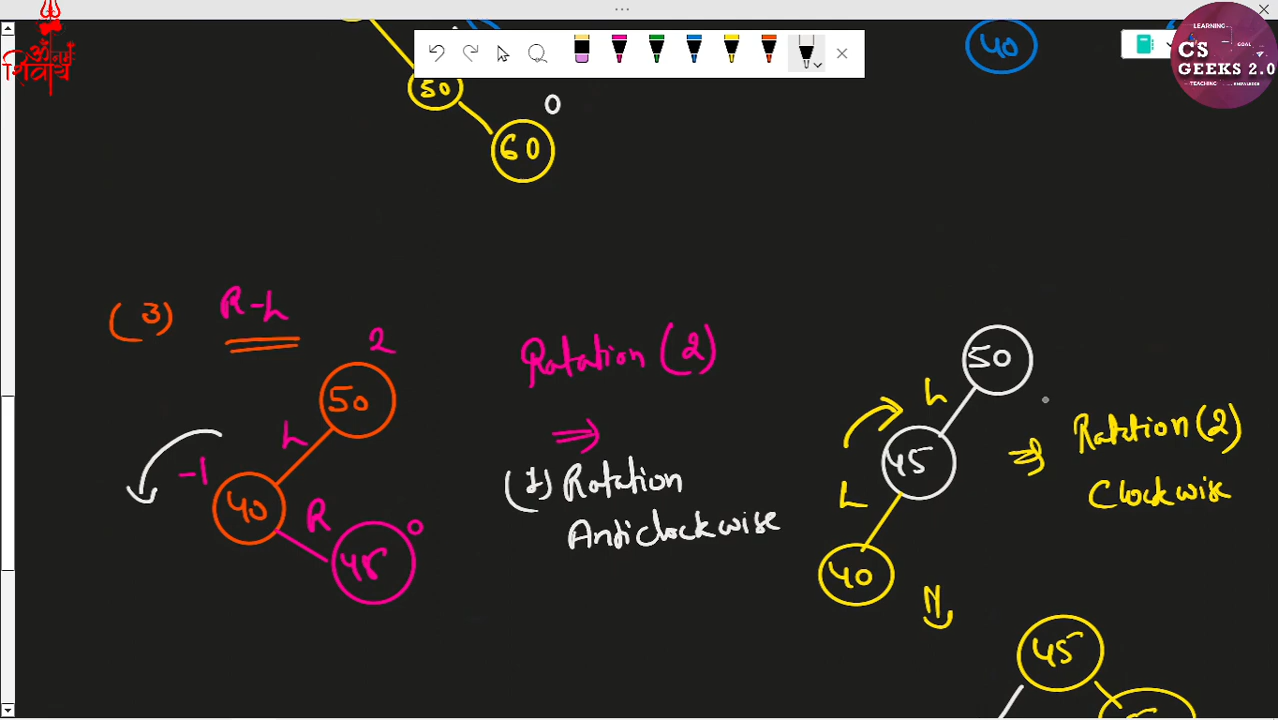 ॐ नमः
शिवाय
40
LEARNING
GOAL
CS
GEEKS 2.0
TEACHING
50
0
60
(3) R-L
2
50
Rotation (2)
L
⇒
-1
40
R
45
0
(1) Rotation
Anticlockwise
50
L
45
L
40
⇒ Rotation (2)
Clockwise
45